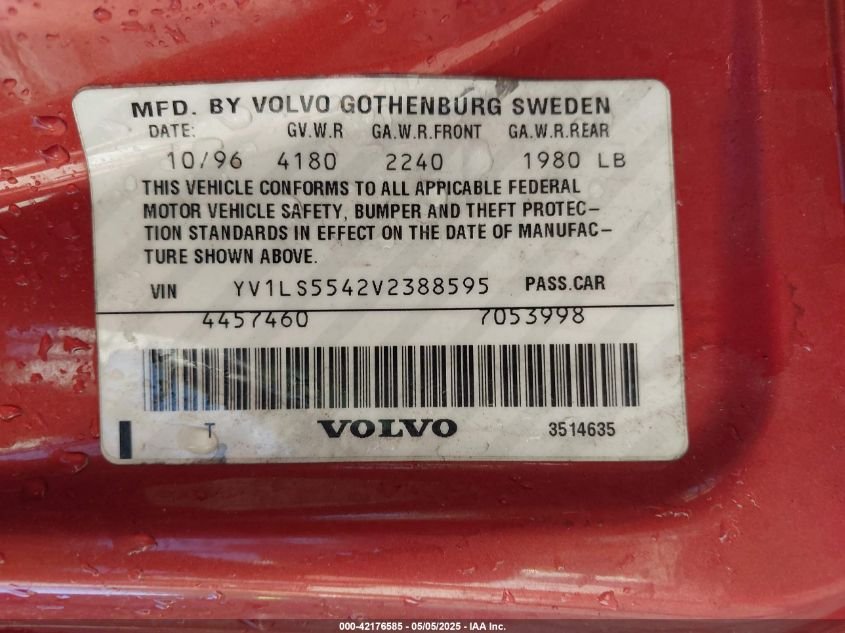 MFD. BY VOLVO GOTHENBURG SWEDEN
DATE: GV.W.R GA.W.R.FRONT GA.W.R.REAR
10/96 4180 2240 1980 LB
THIS VEHICLE CONFORMS TO ALL APPICABLE FEDERAL
MOTOR VEHICLE SAFETY, BUMPER AND THEFT PROTEC-
TION STANDARDS IN EFFECT ON THE DATE OF MANUFAC-
TURE SHOWN ABOVE.
VIN YV1LS5542V2388595 PASS.CAR
4457460 7053998
T VOLVO 3514635
000-42176585 - 05/05/2025 - IAA Inc.